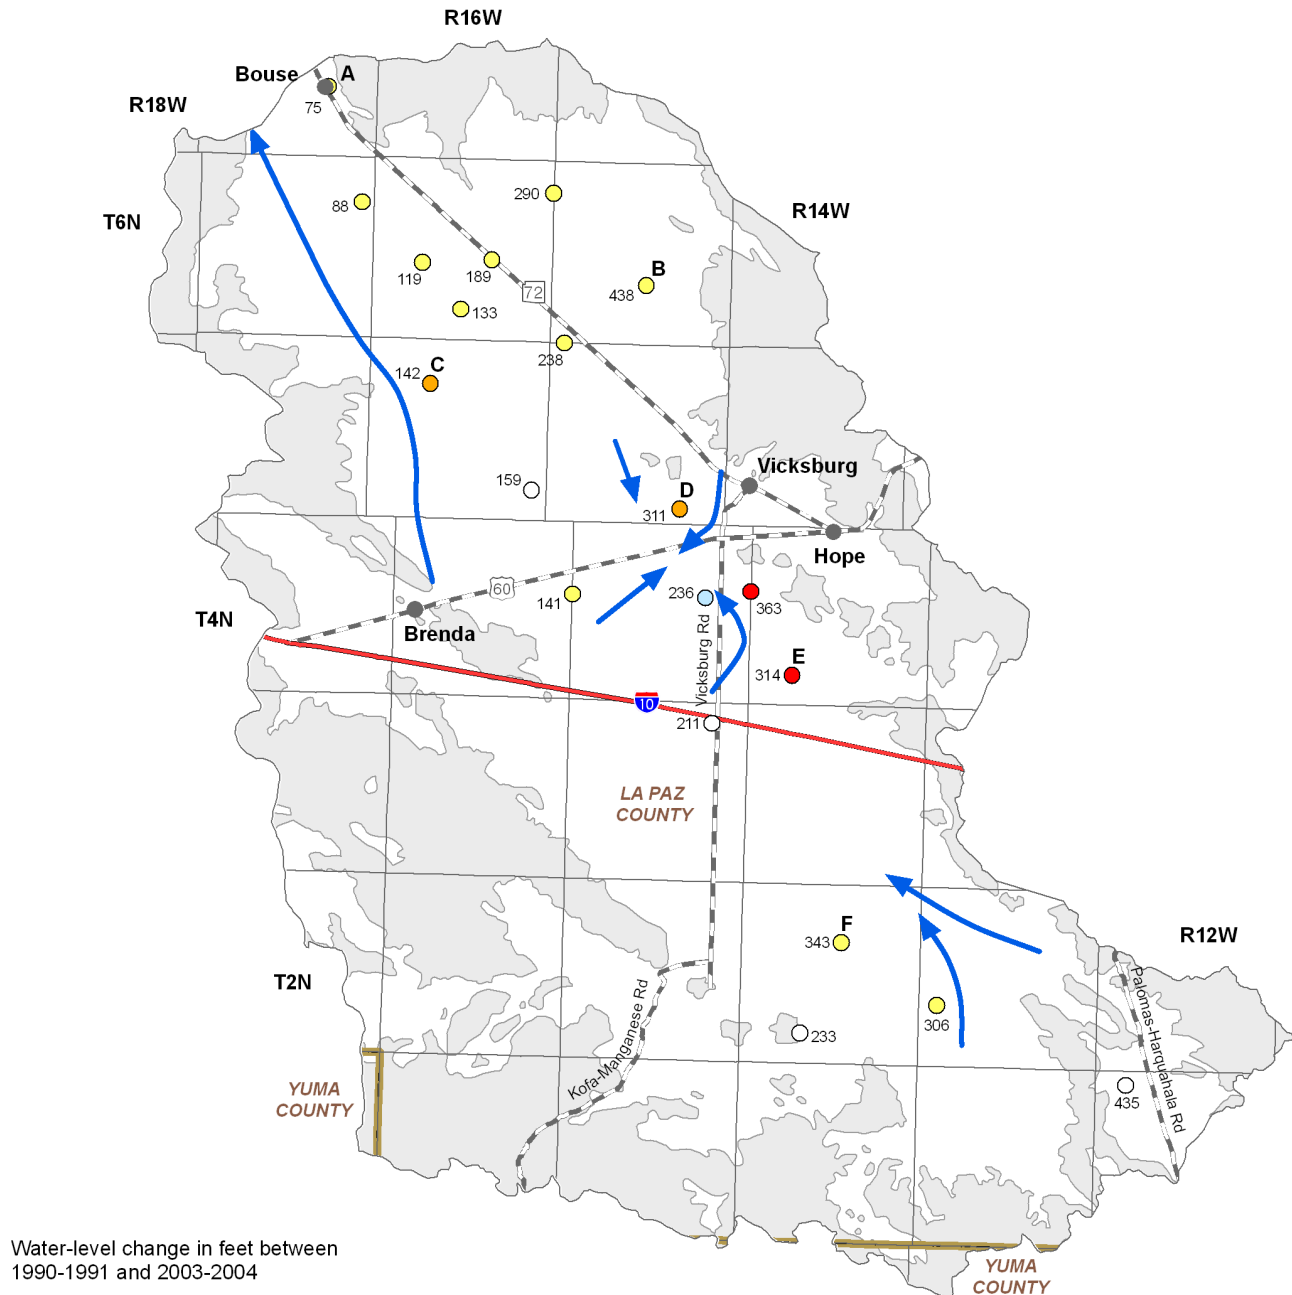 R16W
Bouse
A
75
R18W
R14W
T6N
88
290
119
189
72
B
438
133
238
142
C
159
Vicksburg
D
311
Hope
60
141
236
363
T4N
Brenda
Vicksburg Rd
E
314
10
211
LA PAZ
COUNTY
F
343
R12W
T2N
Kofa-Manganese Rd
Palomas-Harquahala Rd
306
233
YUMA
COUNTY
435
Water-level change in feet between
1990-1991 and 2003-2004
YUMA
COUNTY